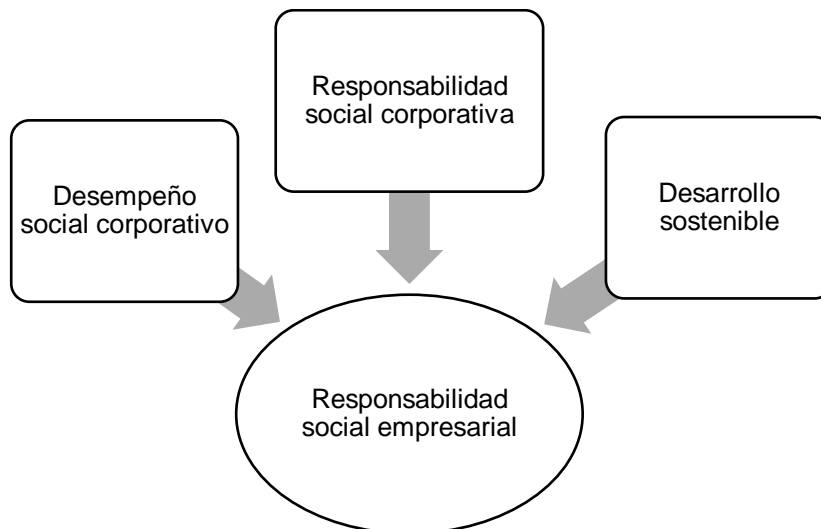 Responsabilidad
social corporativa
Desempeño
social corporativo
Desarrollo
sostenible
Responsabilidad
social empresarial